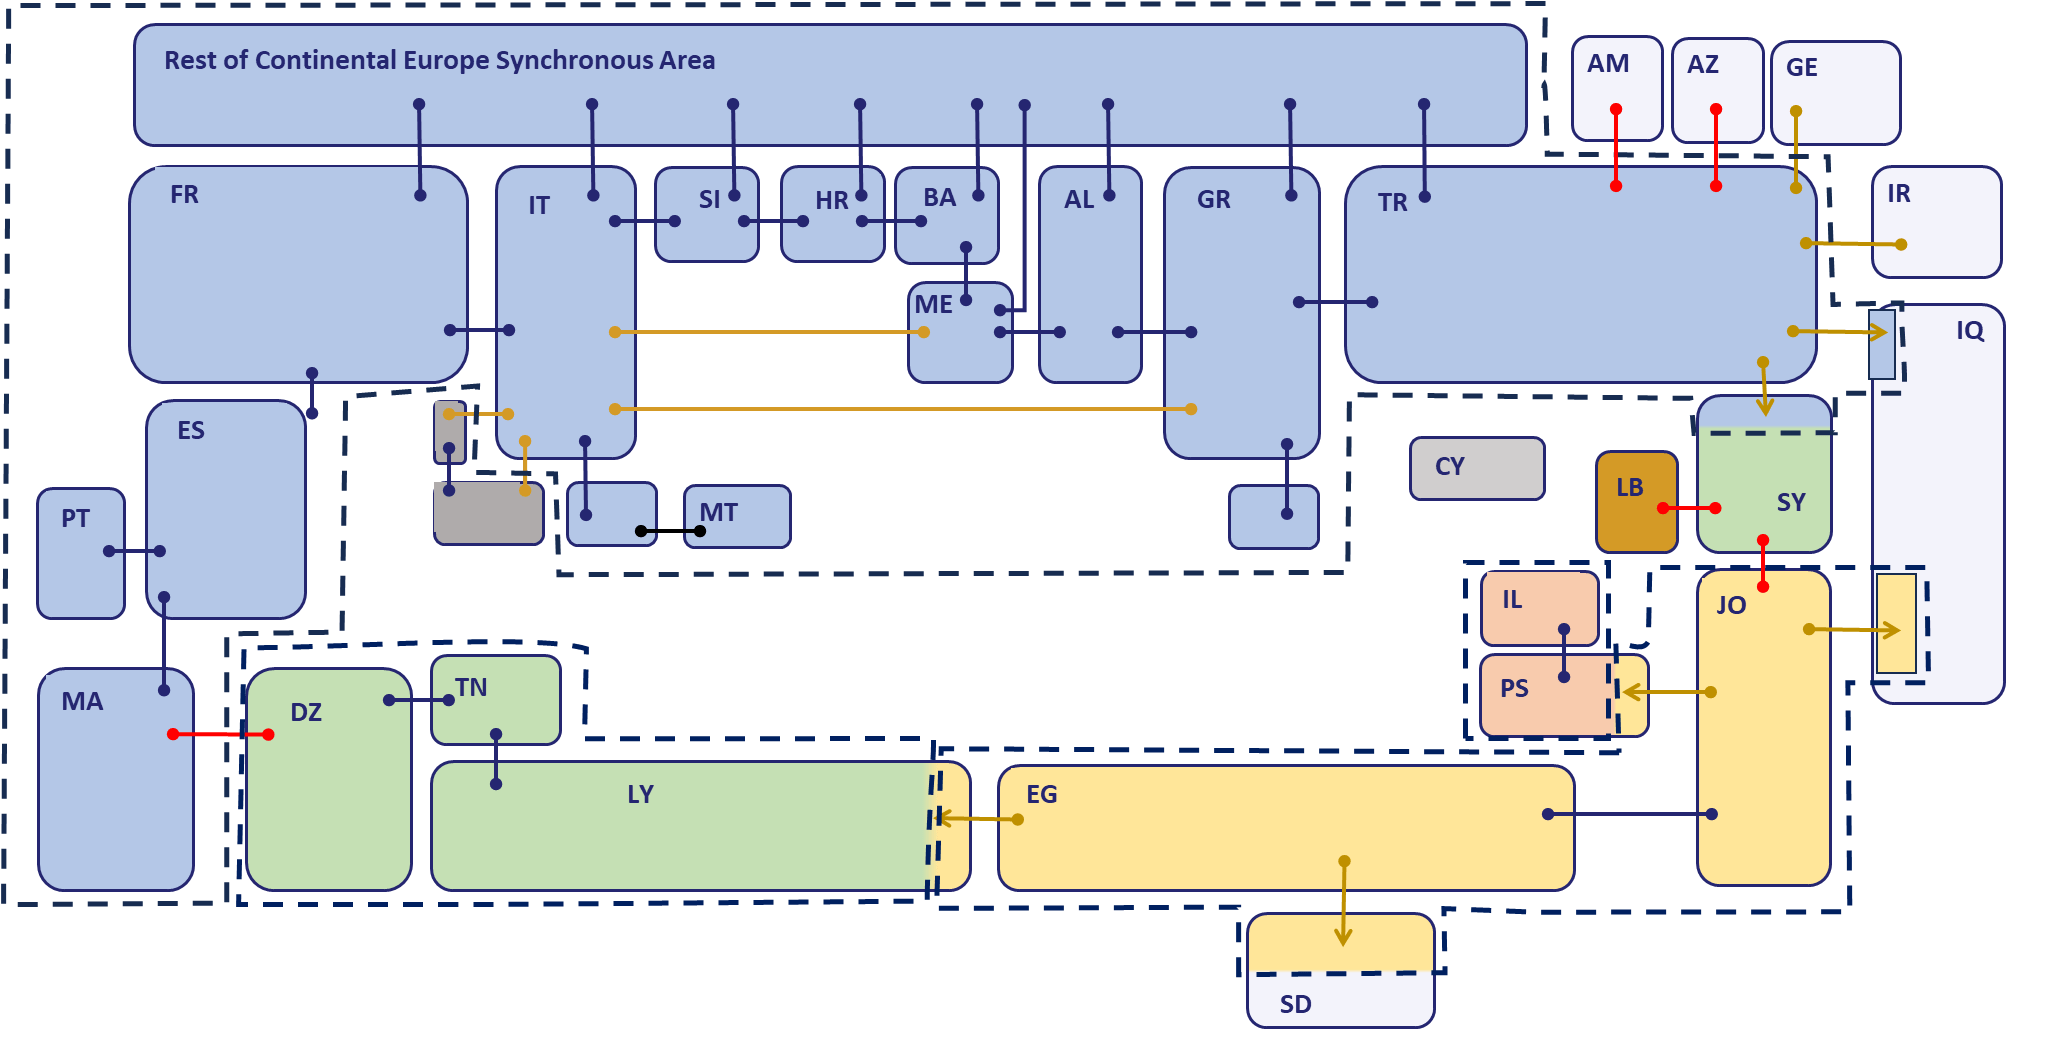 Rest of Continental Europe Synchronous Area
AM
AZ
GE
FR
IT
SI
HR
BA
AL
GR
TR
IR
ME
IQ
ES
CY
LB
SY
PT
MT
IL
JO
PS
MA
DZ
TN
LY
EG
SD